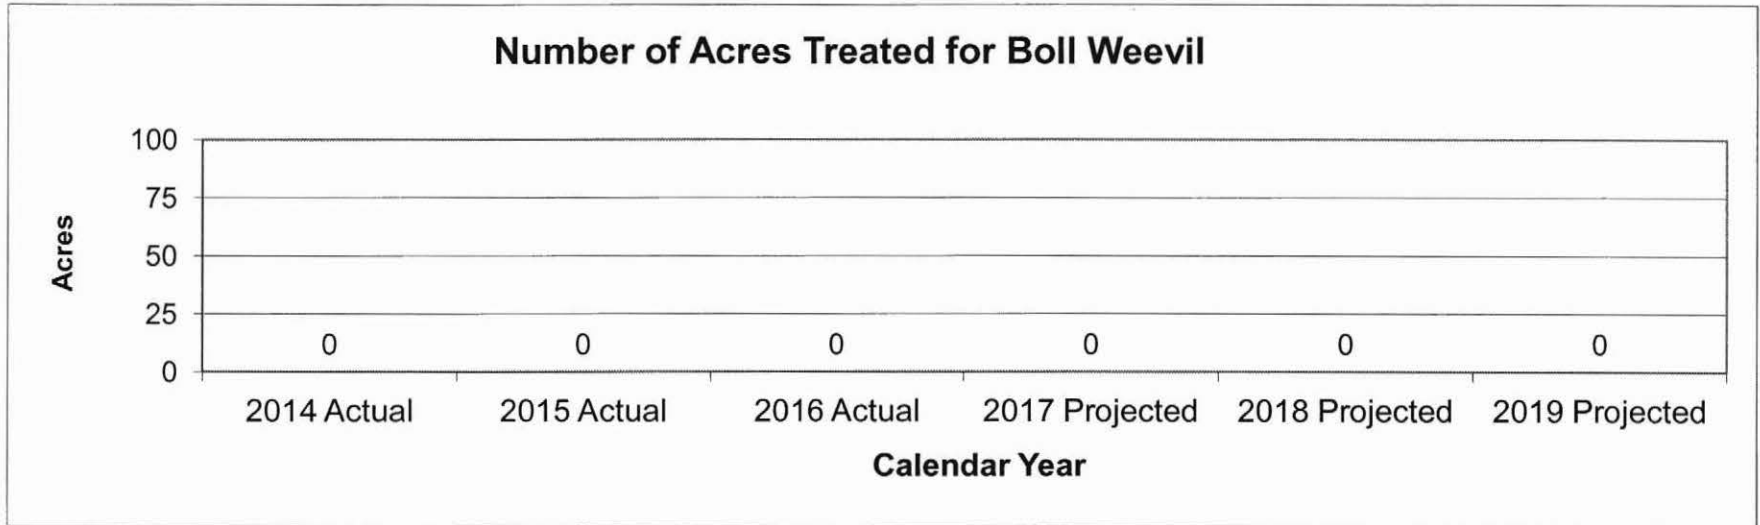 Number of Acres Treated for Boll Weevil
100
75
50
25
0
Acres
0 0 0 0 0 0
2014 Actual 2015 Actual 2016 Actual 2017 Projected 2018 Projected 2019 Projected
Calendar Year